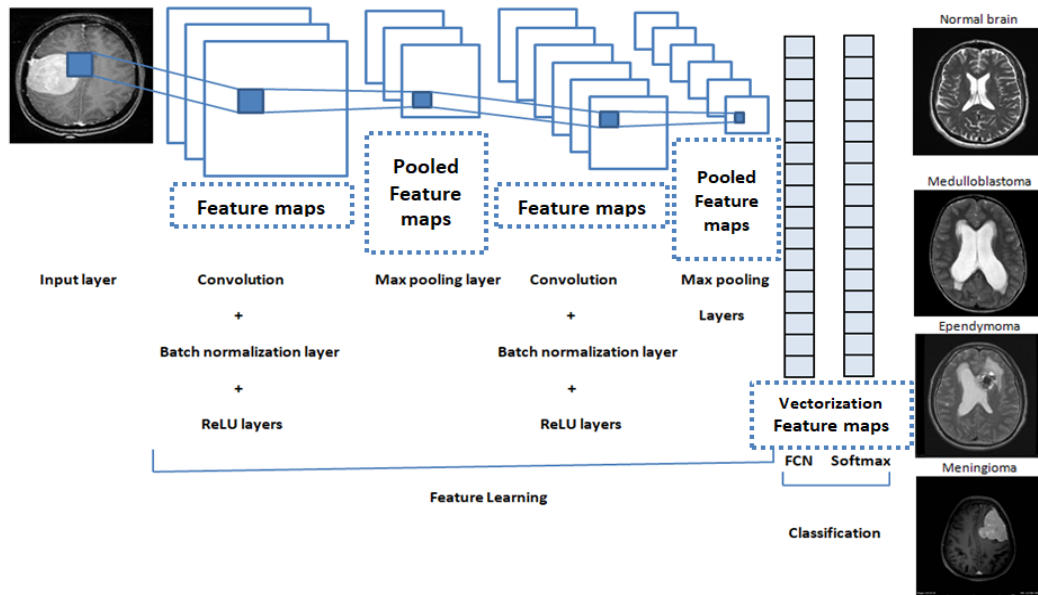 Normal brain
Feature maps
Pooled
Feature
maps
Feature maps
Pooled
Feature
maps
Medulloblastoma
Input layer
Convolution
+
Batch normalization layer
+
ReLU layers
Max pooling layer
Convolution
+
Batch normalization layer
+
ReLU layers
Max pooling
Layers
Ependymoma
Vectorization
Feature maps
FCN
Softmax
Meningioma
Feature Learning
Classification